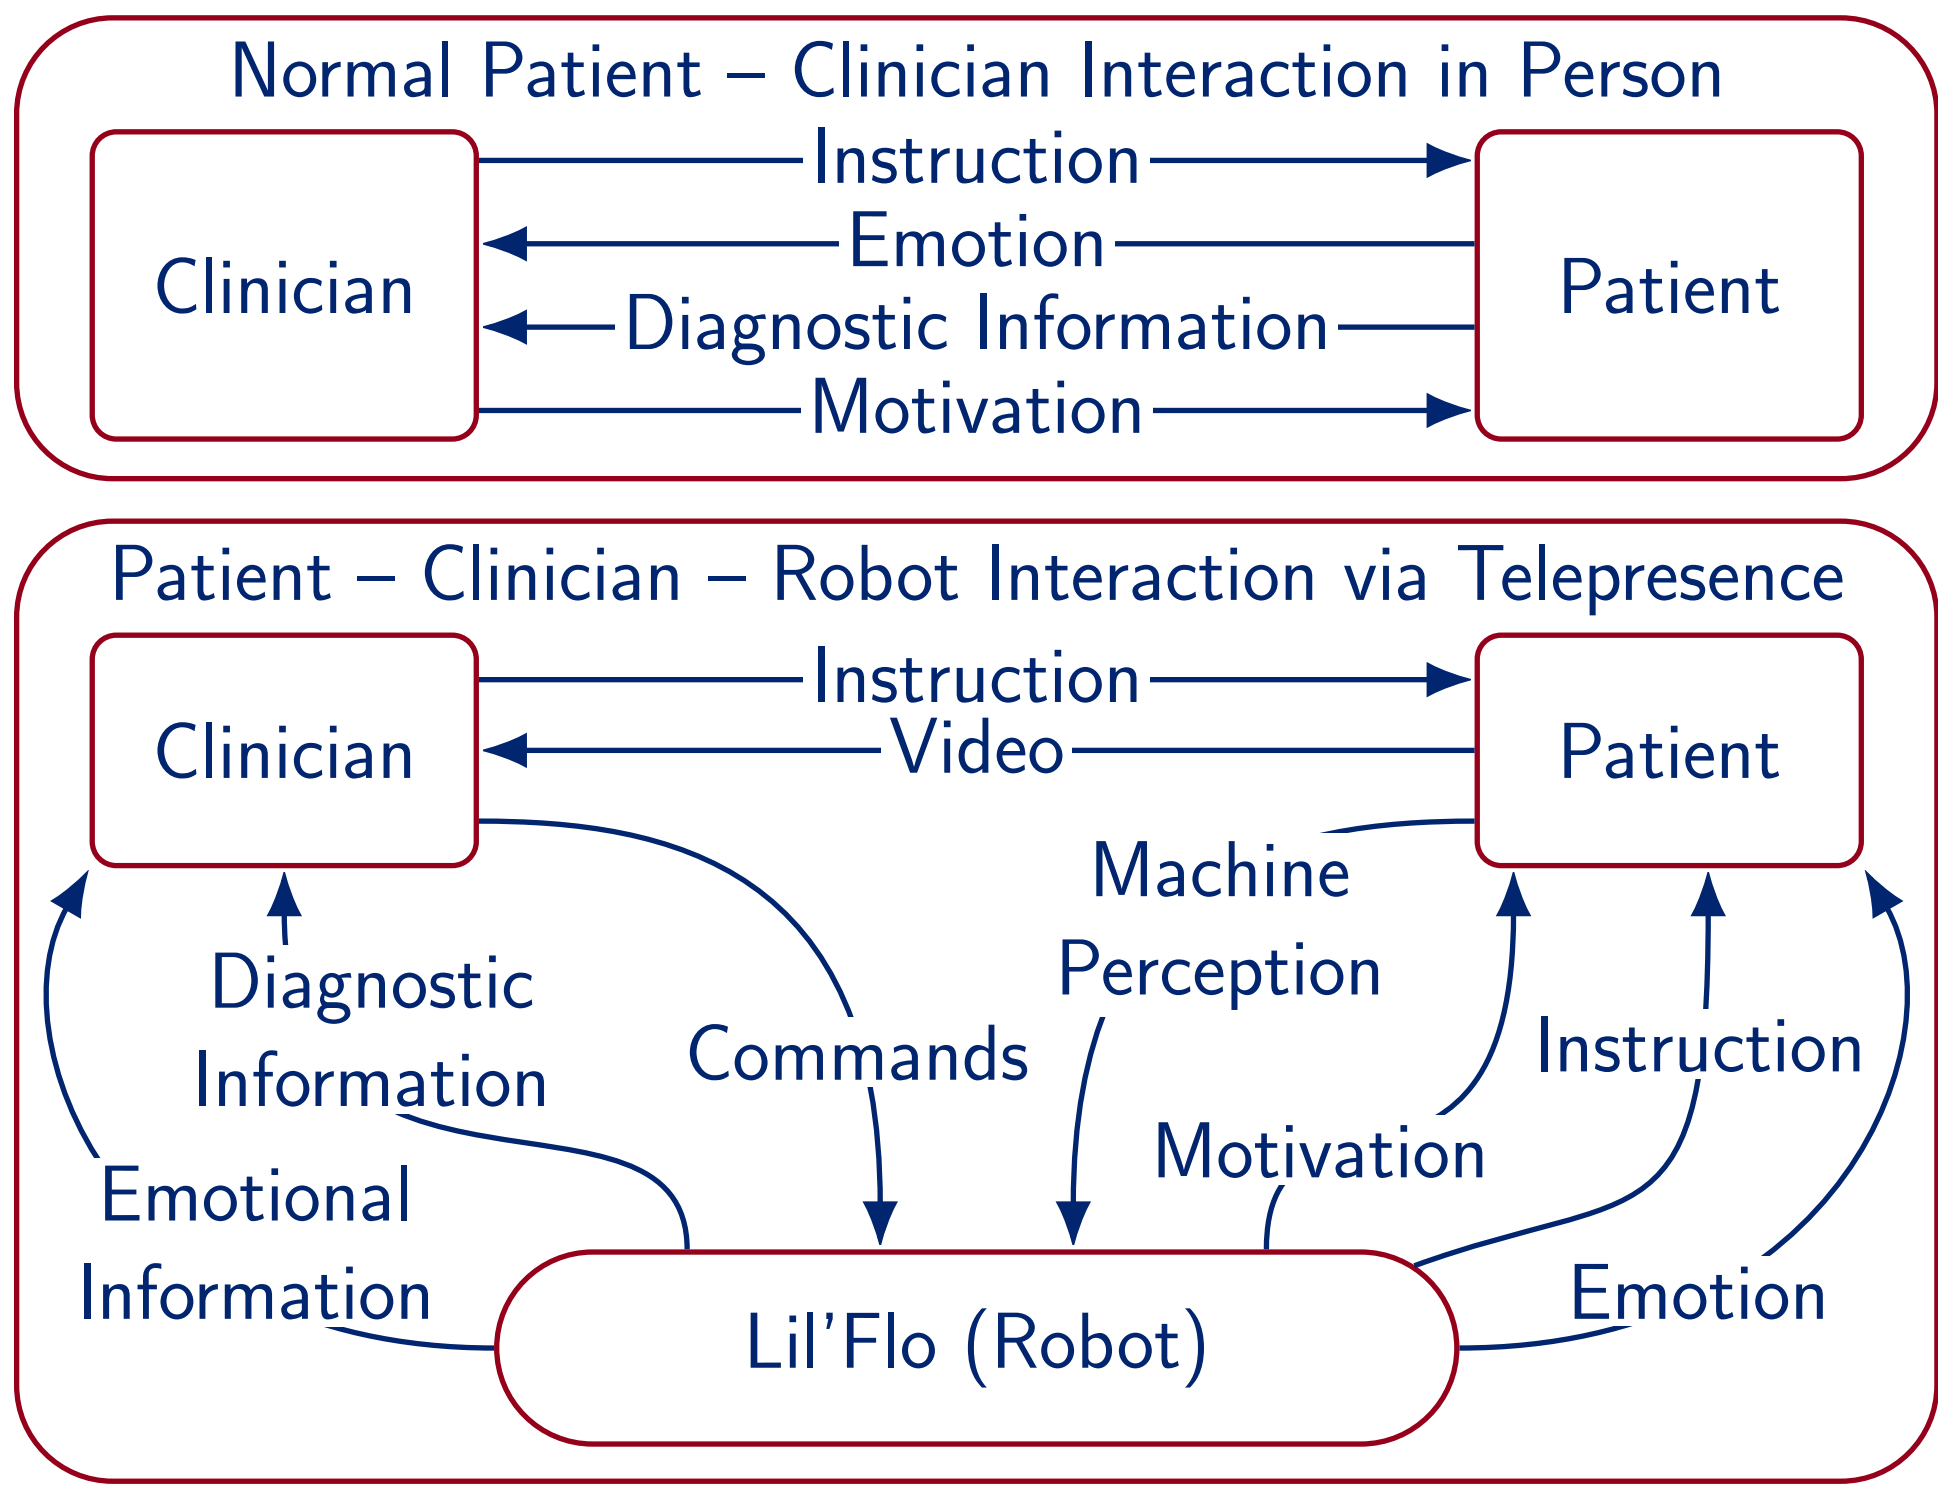 Normal Patient – Clinician Interaction in Person
Instruction
Emotion
Clinician
Patient
Diagnostic Information
Motivation
Patient – Clinician – Robot Interaction via Telepresence
Instruction
Clinician
Video
Patient
Machine
Perception
Diagnostic
Information
Commands
Instruction
Motivation
Emotional
Information
Emotion
Lil'Flo (Robot)